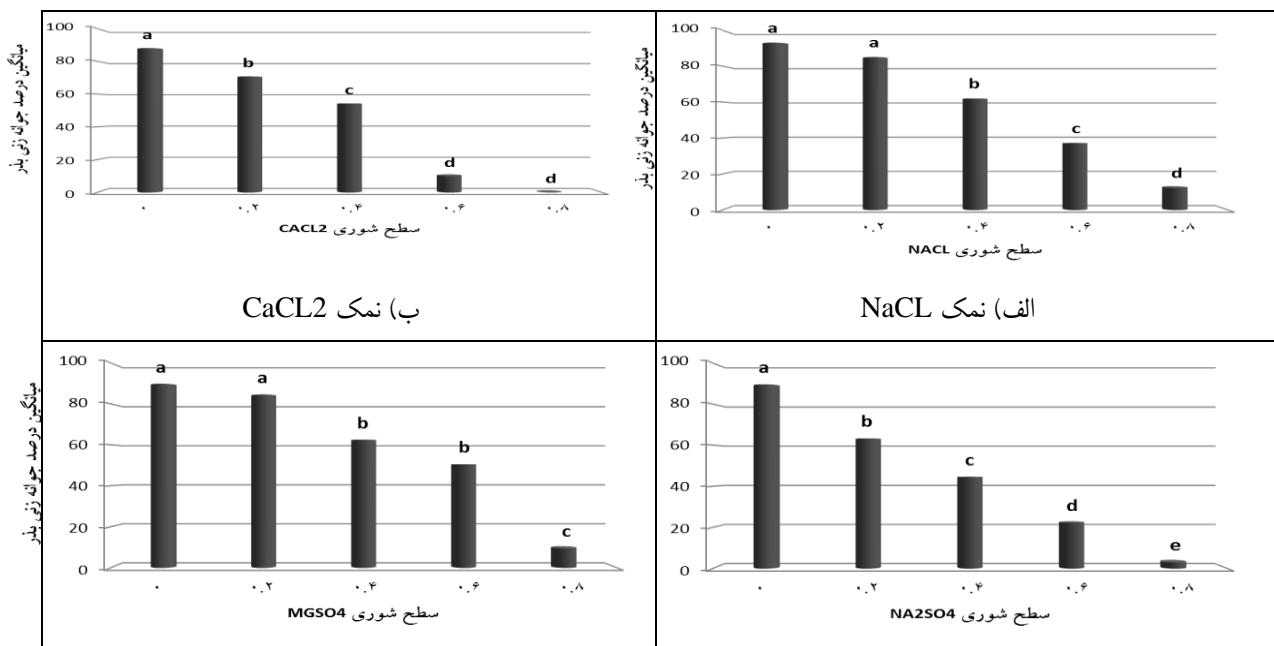 میانگین درصد جوانه زنی بذر
100
80
60
40
20
0
a
a
b
c
d
۰
۰.۲
۰.۴
۰.۶
۰.۸
سطح شوری NACL
الف) نمک NaCL
میانگین درصد جوانه زنی بذر
100
80
60
40
20
0
a
b
c
d
d
۰
۰.۲
۰.۴
۰.۶
۰.۸
سطح شوری CACL2
ب) نمک CaCL2
100
80
60
40
20
0
a
b
c
d
e
۰
۰.۲
۰.۴
۰.۶
۰.۸
سطح شوری NA2SO4
میانگین درصد جوانه زنی بذر
100
80
60
40
20
0
a
a
b
b
c
۰
۰.۲
۰.۴
۰.۶
۰.۸
سطح شوری MGSO4